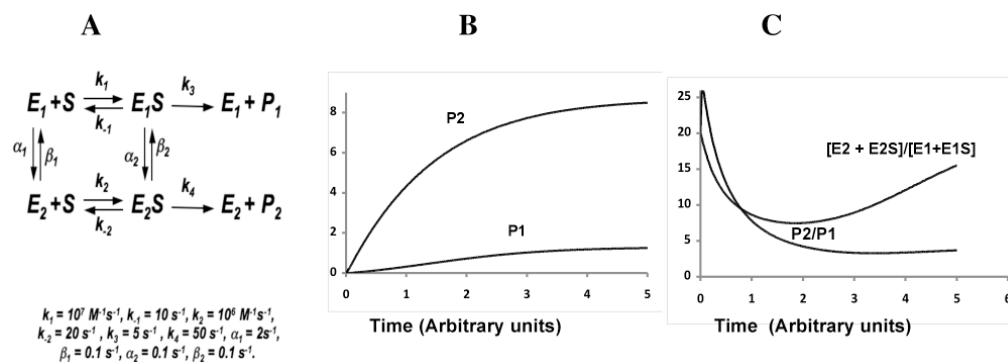 A
B
C
E1+S k1 k-1 E1S k3 E1 + P1
α1 β1 α2 β2
E2+S k2 k-2 E2S k4 E2 + P2
k1 = 10^7 M^-1s^-1, k-1 = 10 s^-1, k2 = 10^6 M^-1s^-1,
k-2 = 20 s^-1, k3 = 5 s^-1, k4 = 50 s^-1, α1 = 2s^-1,
β1 = 0.1 s^-1, α2 = 0.1 s^-1, β2 = 0.1 s^-1.
8
6
4
2
0
P2
P1
0 1 2 3 4 5
Time (Arbitrary units)
25
20
15
10
5
0
[E2 + E2S]/[E1+E1S]
P2/P1
0 1 2 3 4 5 6
Time (Arbitrary units)